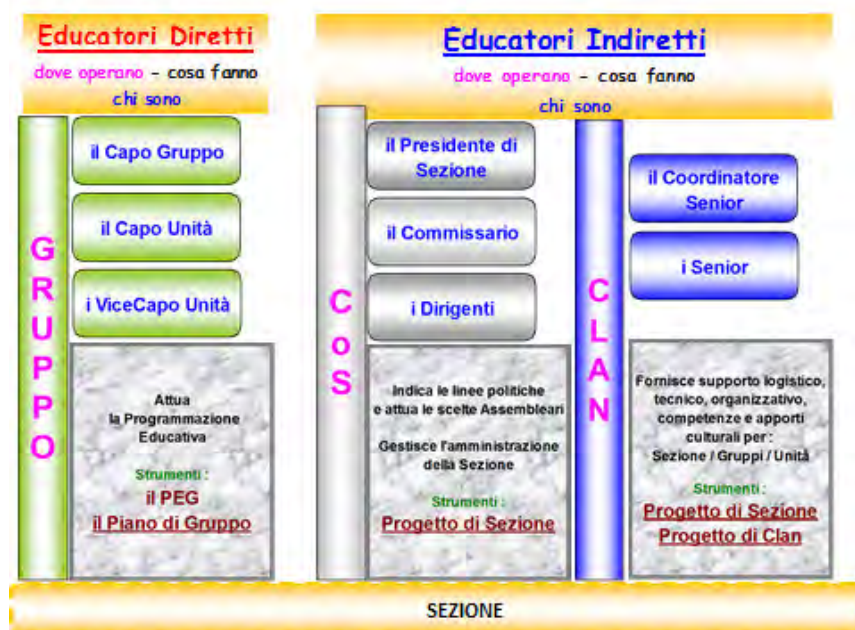 Educatori Diretti
dove operano - cosa fanno
chi sono
GRUPPO
il Capo Gruppo
il Capo Unità
i ViceCapo Unità
Attua
la Programmazione
Educativa
Strumenti :
il PEG
il Piano di Gruppo
Educatori Indiretti
dove operano - cosa fanno
chi sono
CoS
il Presidente di
Sezione
il Commissario
i Dirigenti
Indica le linee politiche
e attua le scelte Assembleari
Gestisce l'amministrazione
della Sezione
Strumenti :
Progetto di Sezione
CLAN
il Coordinatore
Senior
i Senior
Fornisce supporto logistico,
tecnico, organizzativo,
competenze e apporti
culturali per :
Sezione / Gruppi / Unità
Strumenti :
Progetto di Sezione
Progetto di Clan
SEZIONE